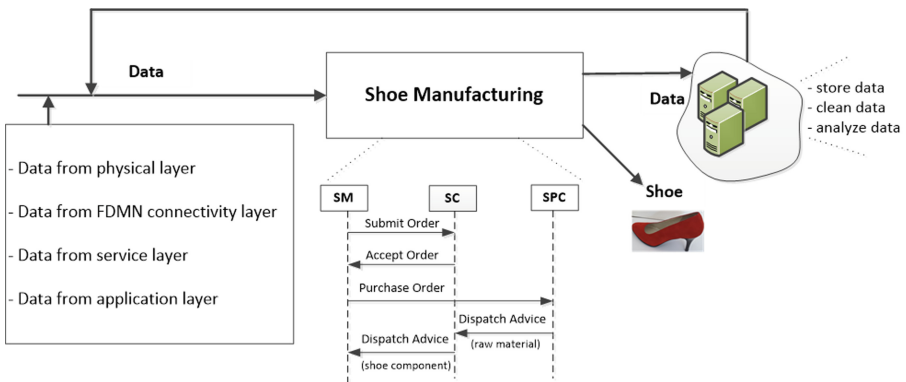 Data
Shoe Manufacturing
Data
- store data
- clean data
- analyze data
- Data from physical layer
- Data from FDMN connectivity layer
- Data from service layer
- Data from application layer
Shoe
SM
SC
SPC
Submit Order
Accept Order
Purchase Order
Dispatch Advice
(raw material)
Dispatch Advice
(shoe component)